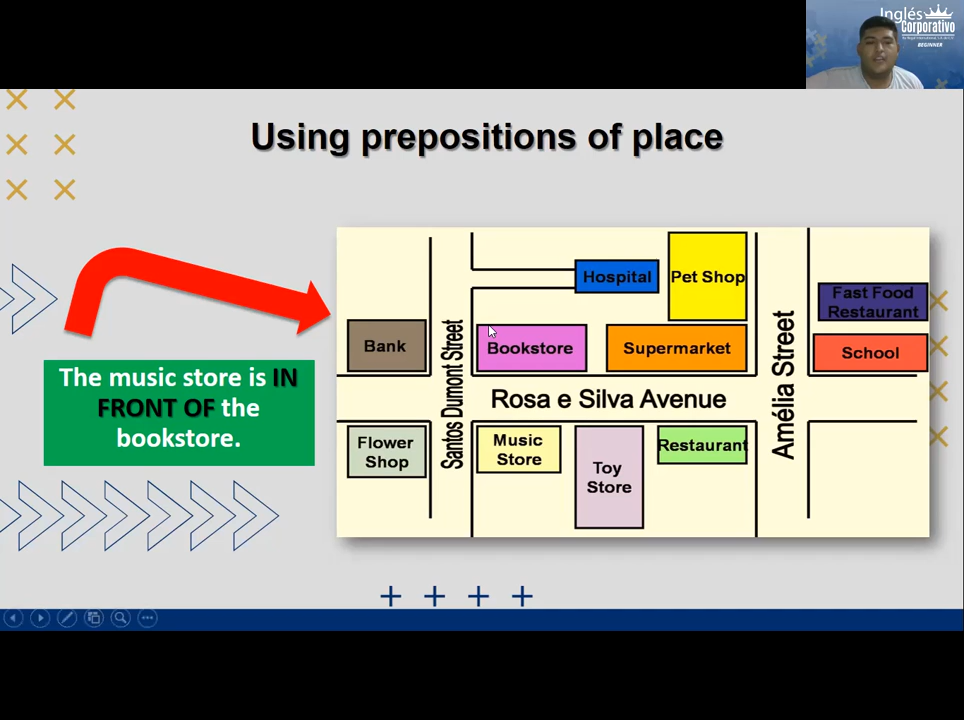 Inglés
Corporativo
BEGINNER
Using prepositions of place
The music store is IN
FRONT OF the
bookstore.
Hospital
Pet Shop
Fast Food
Restaurant
Bank
Santos Dumont Street
Bookstore
Supermarket
Amélia Street
School
Rosa e Silva Avenue
Flower
Shop
Music
Store
Toy
Store
Restaurant